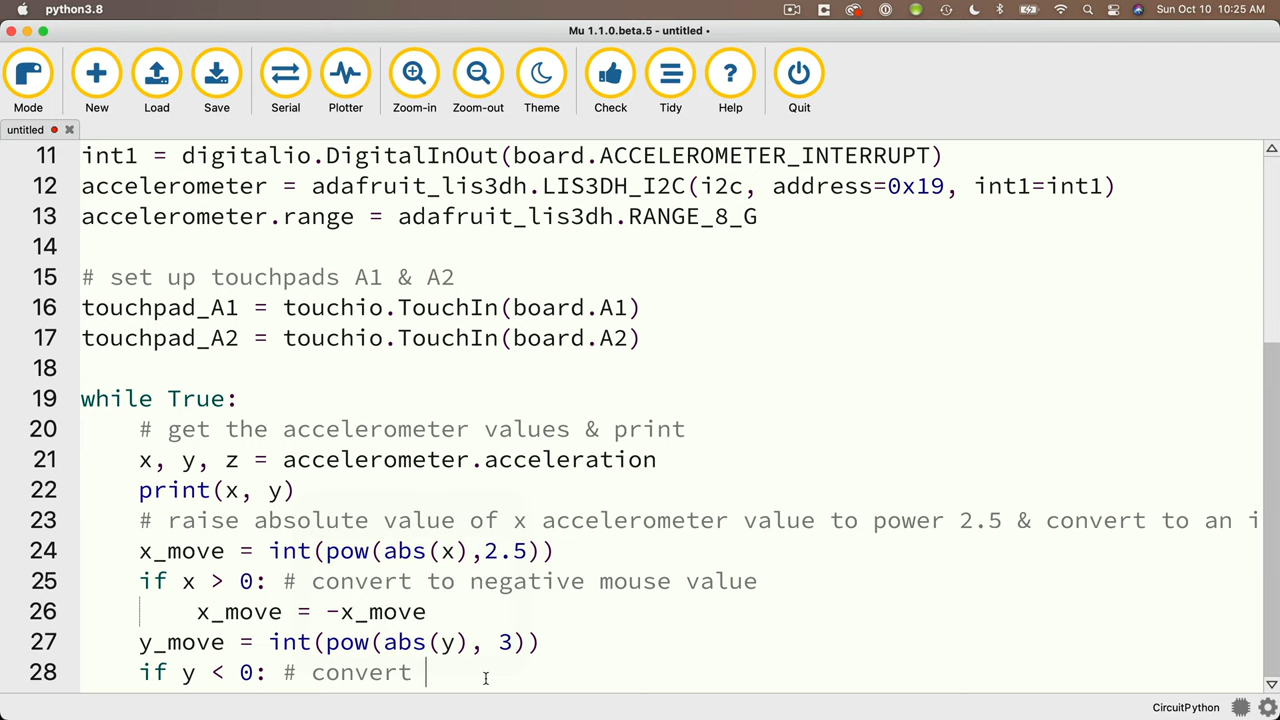 python3.8
Sun Oct 10 10:25 AM
Mu 1.1.0.beta.5 - untitled •
Mode
New
Load
Save
Serial
Plotter
Zoom-in
Zoom-out
Theme
Check
Tidy
Help
Quit
untitled
11 int1 = digitalio.DigitalInOut(board.ACCELEROMETER_INTERRUPT)
12 accelerometer = adafruit_lis3dh.LIS3DH_I2C(i2c, address=0x19, int1=int1)
13 accelerometer.range = adafruit_lis3dh.RANGE_8_G
14
15 # set up touchpads A1 & A2
16 touchpad_A1 = touchio.TouchIn(board.A1)
17 touchpad_A2 = touchio.TouchIn(board.A2)
18
19 while True:
20     # get the accelerometer values & print
21     x, y, z = accelerometer.acceleration
22     print(x, y)
23     # raise absolute value of x accelerometer value to power 2.5 & convert to an i
24     x_move = int(pow(abs(x),2.5))
25     if x > 0: # convert to negative mouse value
26         x_move = -x_move
27     y_move = int(pow(abs(y), 3))
28     if y < 0: # convert
CircuitPython